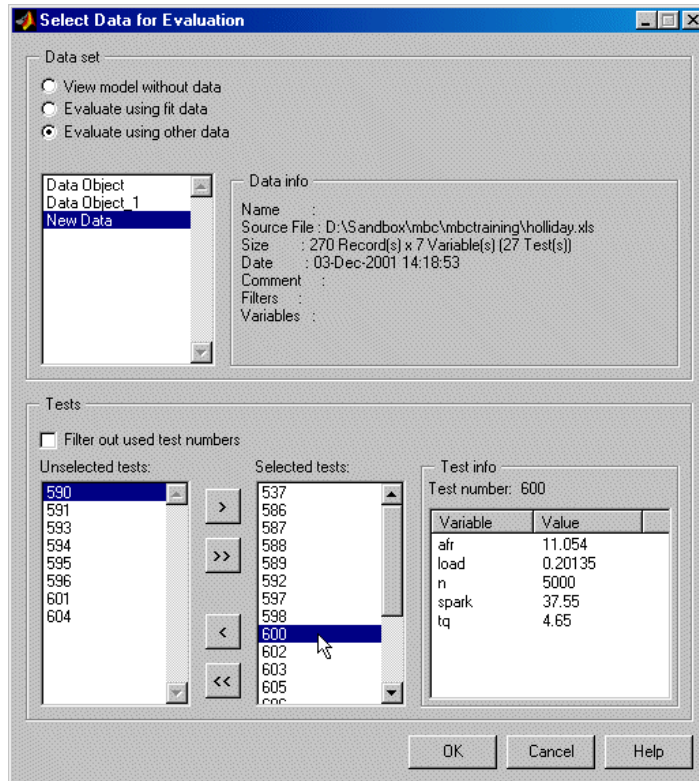 Select Data for Evaluation
Data set
View model without data
Evaluate using fit data
Evaluate using other data
Data Object
Data Object_1
New Data
Data info
Name :
Source File : D:\Sandbox\mbc\mbctraining\holliday.xls
Size : 270 Record(s) x 7 Variable(s) (27 Test(s))
Date : 03-Dec-2001 14:18:53
Comment :
Filters :
Variables :
Tests
Filter out used test numbers
Unselected tests:
590
591
593
594
595
596
601
604
>
>>
<
<<
Selected tests:
537
586
587
588
589
592
597
598
600
602
603
605
Test info
Test number: 600
Variable Value
afr 11.054
load 0.20135
n 5000
spark 37.55
tq 4.65
OK Cancel Help